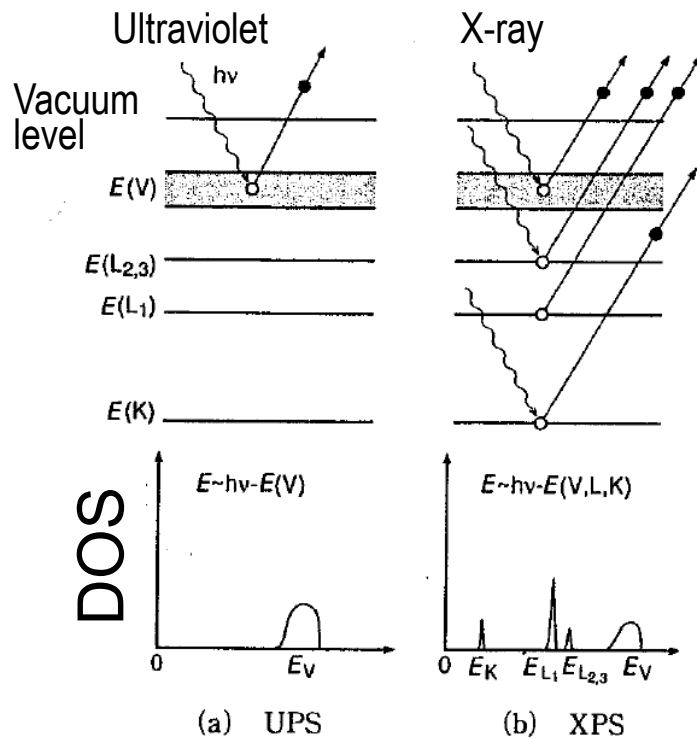 Ultraviolet
X-ray
hν
Vacuum
level
E(V)
E(L2,3)
E(L1)
E(K)
DOS
E~hν-E(V)
E~hν-E(V,L,K)
0
EV
0
EK
EL1
EL2,3
EV
(a) UPS
(b) XPS